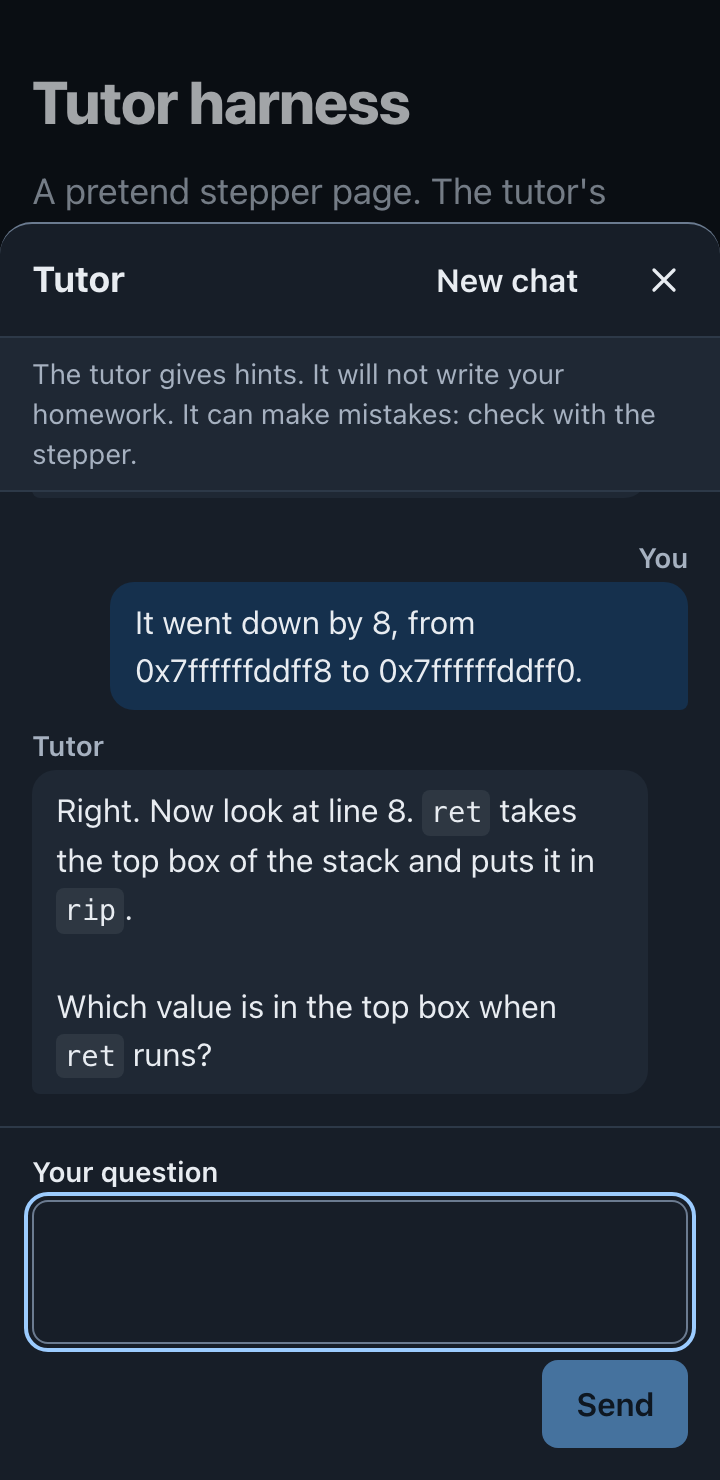 Tutor harness
A pretend stepper page. The tutor's
Tutor
New chat
The tutor gives hints. It will not write your
homework. It can make mistakes: check with the
stepper.
You
It went down by 8, from
0x7ffffffddff8 to 0x7ffffffddff0.
Tutor
Right. Now look at line 8. ret takes
the top box of the stack and puts it in
rip.
Which value is in the top box when
ret runs?
Your question
Send